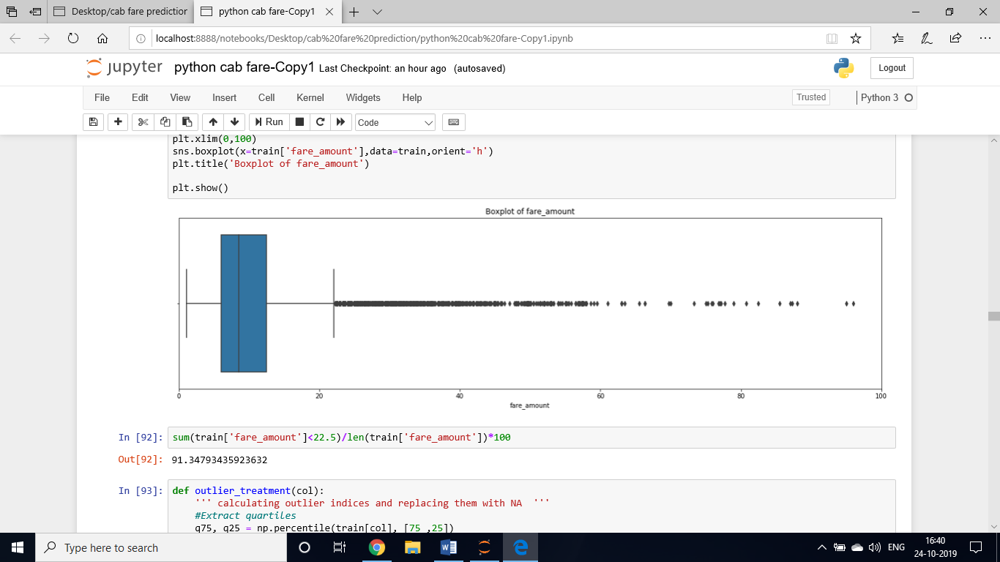 Desktop/cab fare prediction
python cab fare-Copy1
localhost:8888/notebooks/Desktop/cab%20fare%20prediction/python%20cab%20fare-Copy1.ipynb
jupyter python cab fare-Copy1 Last Checkpoint: an hour ago (autosaved)
Logout
File Edit View Insert Cell Kernel Widgets Help
Trusted
Python 3
Run
Code
plt.xlim(0,100)
sns.boxplot(x=train['fare_amount'],data=train,orient='h')
plt.title('Boxplot of fare_amount')
plt.show()
Boxplot of fare_amount
0 20 40 60 80 100
fare_amount
In [92]: sum(train['fare_amount']<22.5)/len(train['fare_amount'])*100
Out[92]: 91.34793435923632
In [93]: def outlier_treatment(col):
''' calculating outlier indices and replacing them with NA '''
#Extract quartiles
q75, q25 = np.percentile(train[col], [75 ,25])
Type here to search
ENG
16:40
24-10-2019